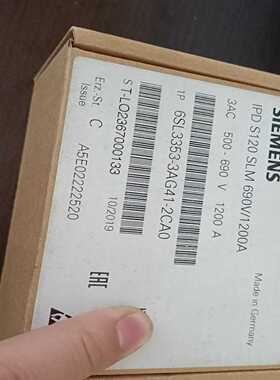 SIEMENS
IPD S120 SLM 690V/1200A
Made in Germany
3AC 500 - 690 V 1200 A
1P 6SL3353-3AG41-2CA0
ST-LO2367000133
10/2019
Erz.-St. C
Issue
A5E02222520
EAC